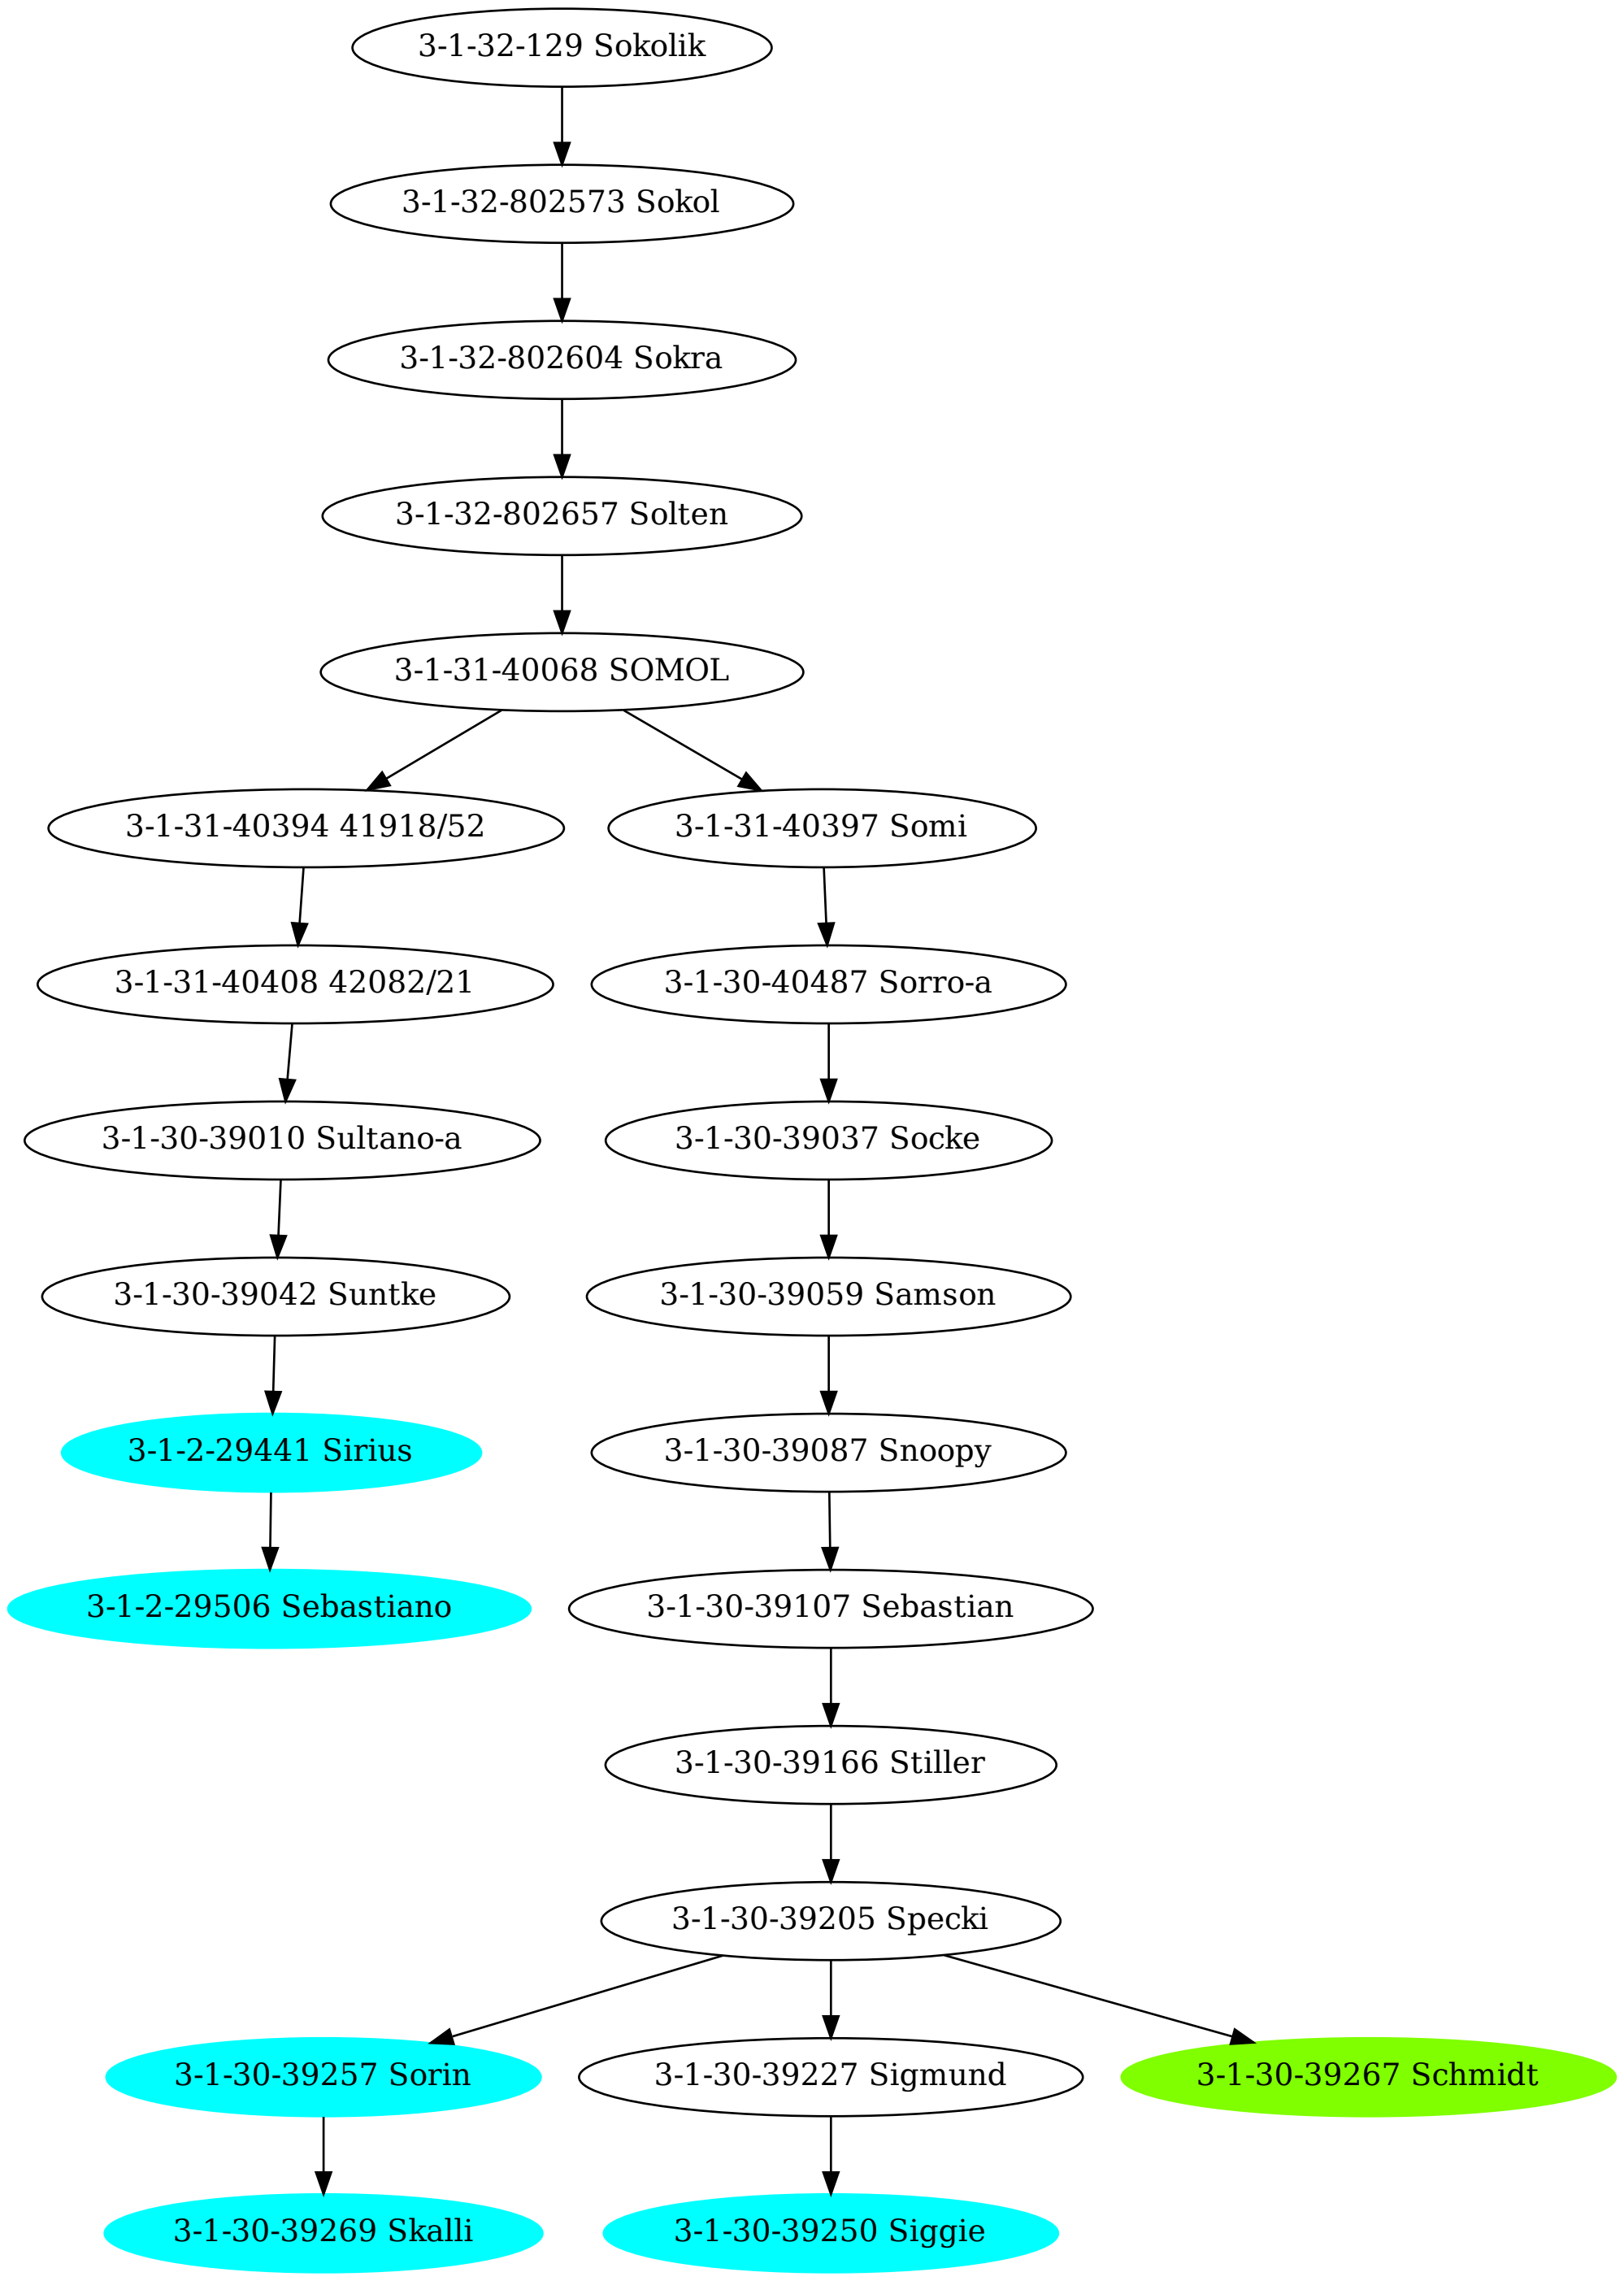 3-1-32-129 Sokolik
3-1-32-802573 Sokol
3-1-32-802604 Sokra
3-1-32-802657 Solten
3-1-31-40068 SOMOL
3-1-31-40394 41918/52
3-1-31-40397 Somi
3-1-31-40408 42082/21
3-1-30-40487 Sorro-a
3-1-30-39010 Sultano-a
3-1-30-39037 Socke
3-1-30-39042 Suntke
3-1-30-39059 Samson
3-1-2-29441 Sirius
3-1-30-39087 Snoopy
3-1-2-29506 Sebastiano
3-1-30-39107 Sebastian
3-1-30-39166 Stiller
3-1-30-39205 Specki
3-1-30-39257 Sorin
3-1-30-39227 Sigmund
3-1-30-39267 Schmidt
3-1-30-39269 Skalli
3-1-30-39250 Siggie